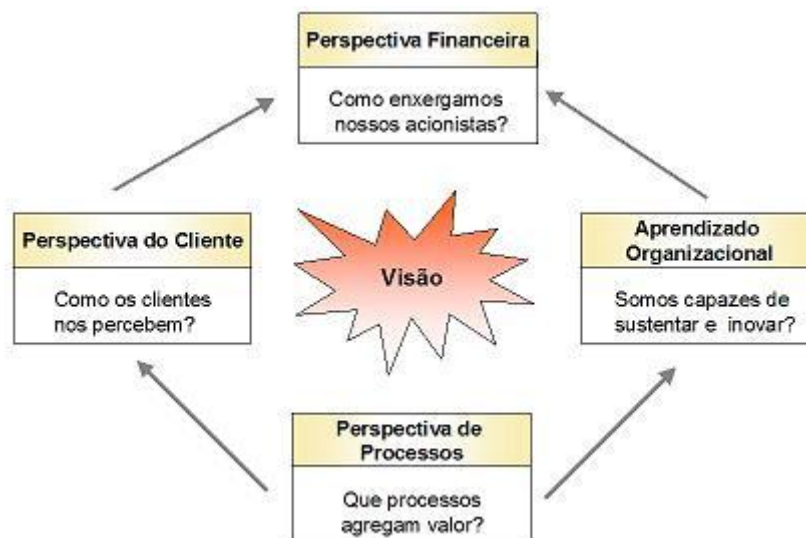 Perspectiva Financeira
Como enxergamos
nossos acionistas?
Perspectiva do Cliente
Como os clientes
nos percebem?
Visão
Aprendizado
Organizacional
Somos capazes de
sustentar e inovar?
Perspectiva de
Processos
Que processos
agregam valor?